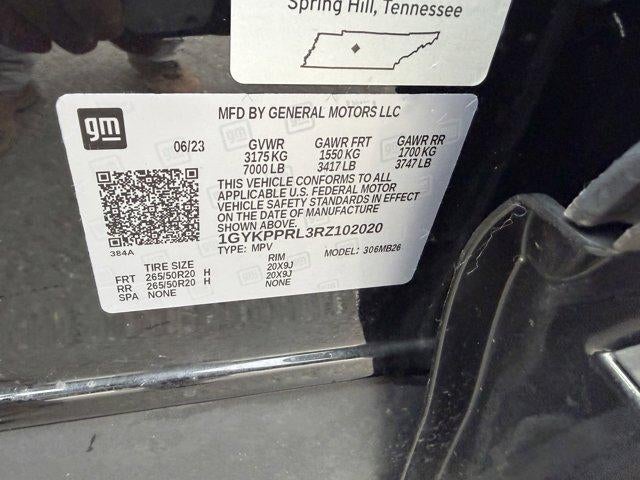 Spring Hill, Tennessee
gm
MFD BY GENERAL MOTORS LLC
06/23 GVWR GAWR FRT GAWR RR
3175 KG 1550 KG 1700 KG
7000 LB 3417 LB 3747 LB
THIS VEHICLE CONFORMS TO ALL
APPLICABLE U.S. FEDERAL MOTOR
VEHICLE SAFETY STANDARDS IN EFFECT
ON THE DATE OF MANUFACTURE
SHOWN ABOVE.
1GYKPPRL3RZ102020
384A
TYPE: MPV MODEL: 306MB26
TIRE SIZE RIM
FRT 265/50R20 H 20X9J
RR 265/50R20 H 20X9J
SPA NONE NONE